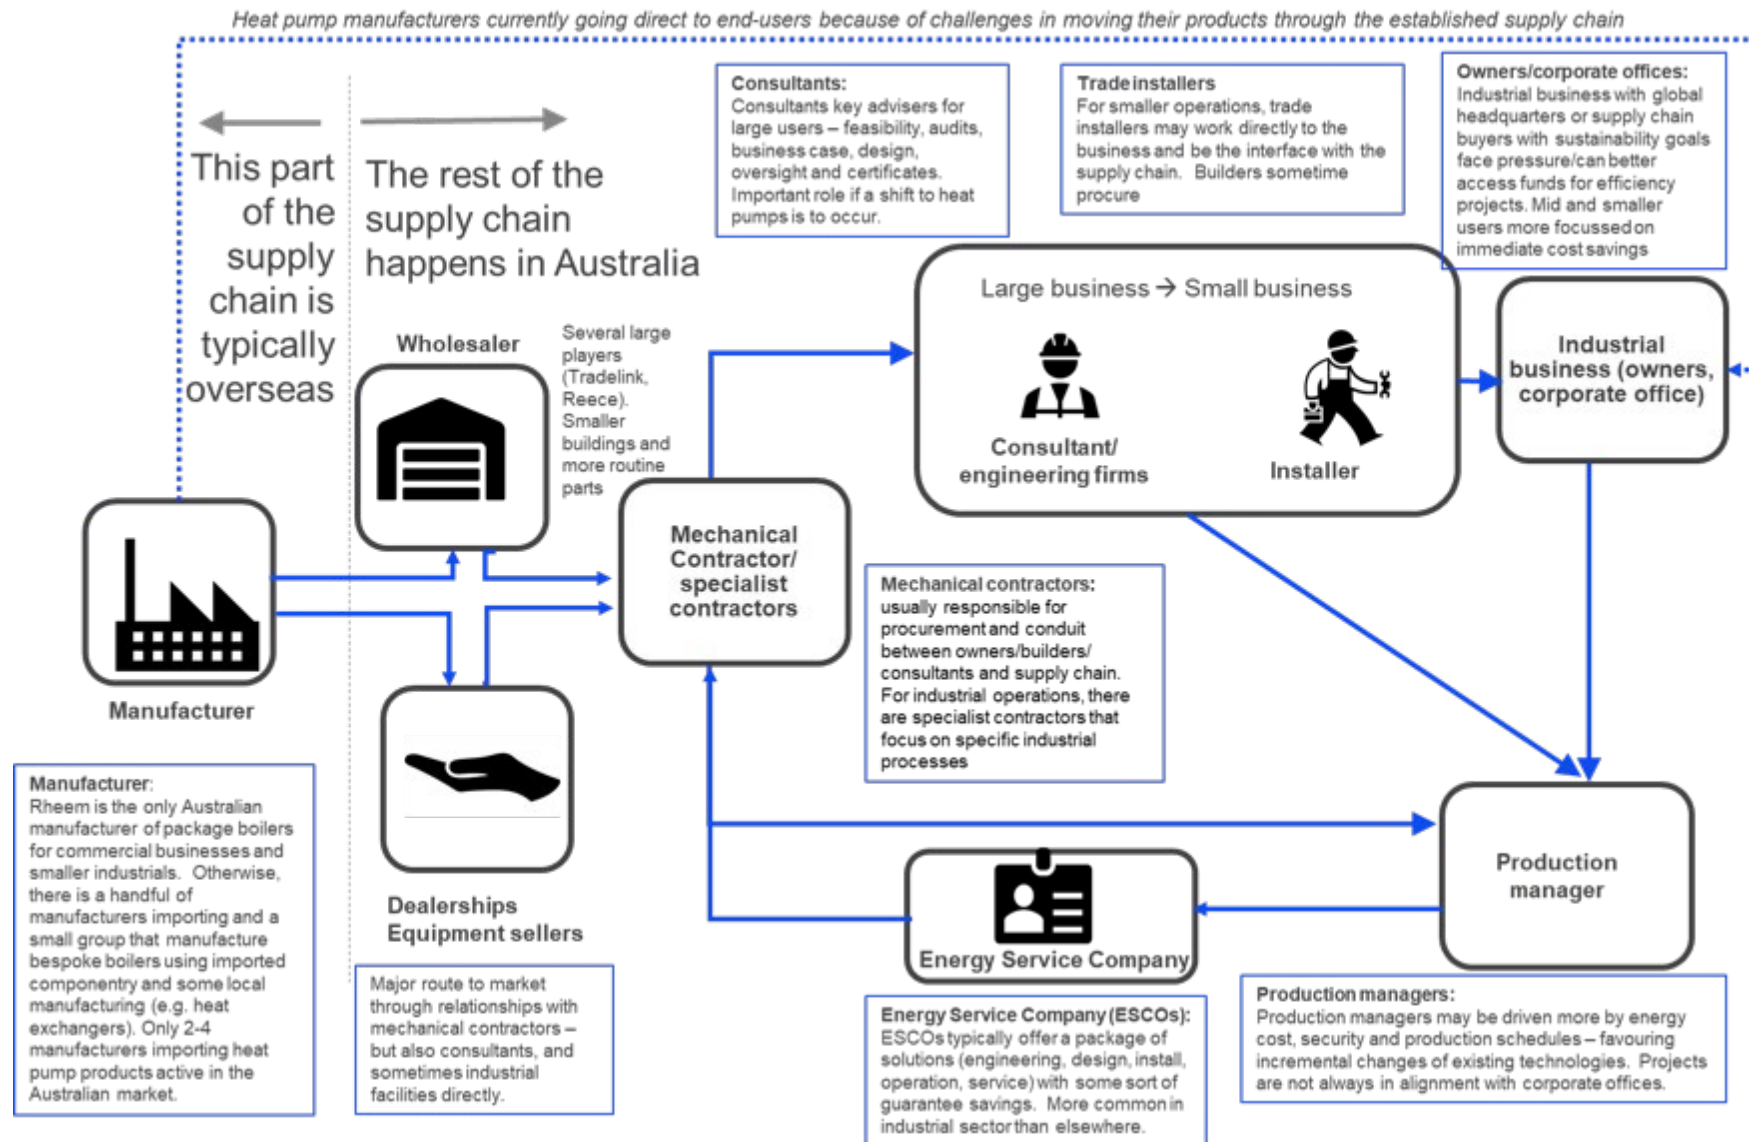 Heat pump manufacturers currently going direct to end-users because of challenges in moving their products through the established supply chain
This part
of the
supply
chain is
typically
overseas
The rest of the
supply chain
happens in Australia
Consultants:
Consultants key advisers for
large users – feasibility, audits,
business case, design,
oversight and certificates.
Important role if a shift to heat
pumps is to occur.
Trade installers
For smaller operations, trade
installers may work directly to the
business and be the interface with the
supply chain. Builders sometime
procure
Owners/corporate offices:
Industrial business with global
headquarters or supply chain
buyers with sustainability goals
face pressure/can better
access funds for efficiency
projects. Mid and smaller
users more focussed on
immediate cost savings
Wholesaler
Several large
players
(Tradelink,
Reece).
Smaller
buildings and
more routine
parts
Large business → Small business
Consultant/
engineering firms
Installer
Industrial
business (owners,
corporate office)
Manufacturer
Mechanical
Contractor/
specialist
contractors
Mechanical contractors:
usually responsible for
procurement and conduit
between owners/builders/
consultants and supply chain.
For industrial operations, there
are specialist contractors that
focus on specific industrial
processes
Manufacturer:
Rheem is the only Australian
manufacturer of package boilers
for commercial businesses and
smaller industrials. Otherwise,
there is a handful of
manufacturers importing and a
small group that manufacture
bespoke boilers using imported
componentry and some local
manufacturing (e.g. heat
exchangers). Only 2-4
manufacturers importing heat
pump products active in the
Australian market.
Dealerships
Equipment sellers
Major route to market
through relationships with
mechanical contractors –
but also consultants, and
sometimes industrial
facilities directly.
Energy Service Company
Energy Service Company (ESCOs):
ESCOs typically offer a package of
solutions (engineering, design, install,
operation, service) with some sort of
guarantee savings. More common in
industrial sector than elsewhere.
Production
manager
Production managers:
Production managers may be driven more by energy
cost, security and production schedules – favouring
incremental changes of existing technologies. Projects
are not always in alignment with corporate offices.